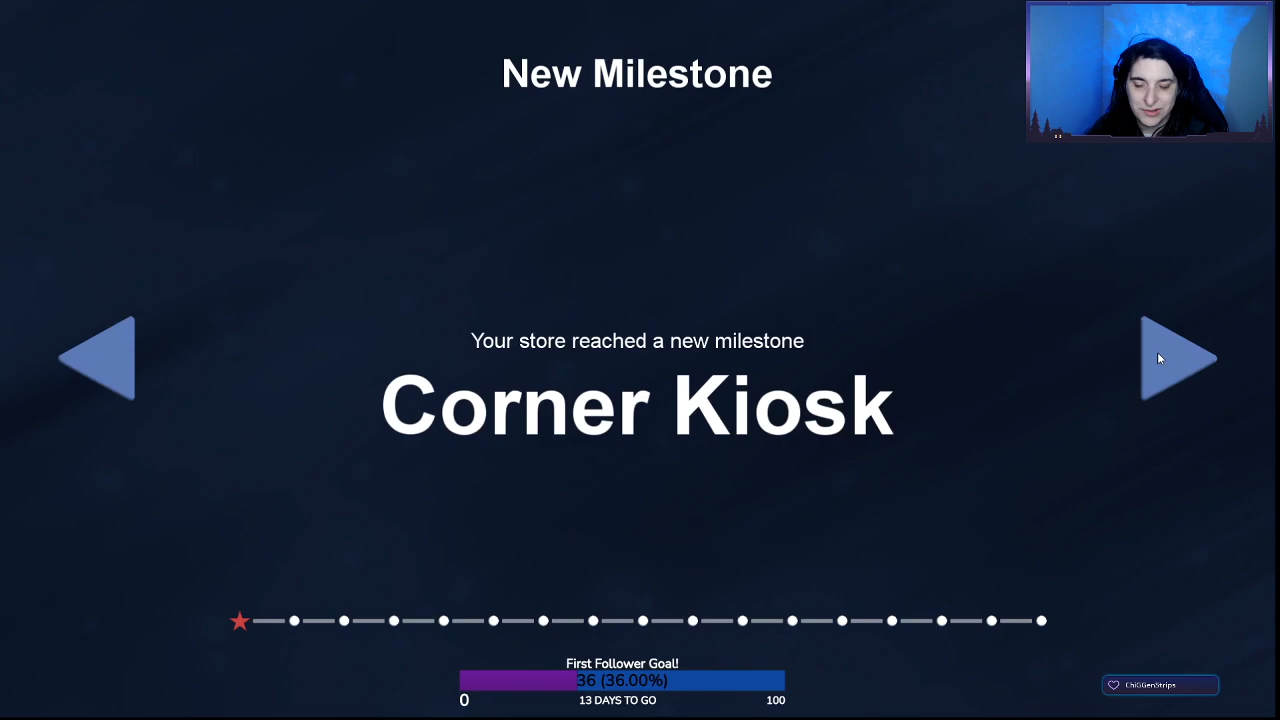 New Milestone
Your store reached a new milestone
Corner Kiosk
First Follower Goal!
36 (36.00%)
0
13 DAYS TO GO
100
ChiGGenStrips